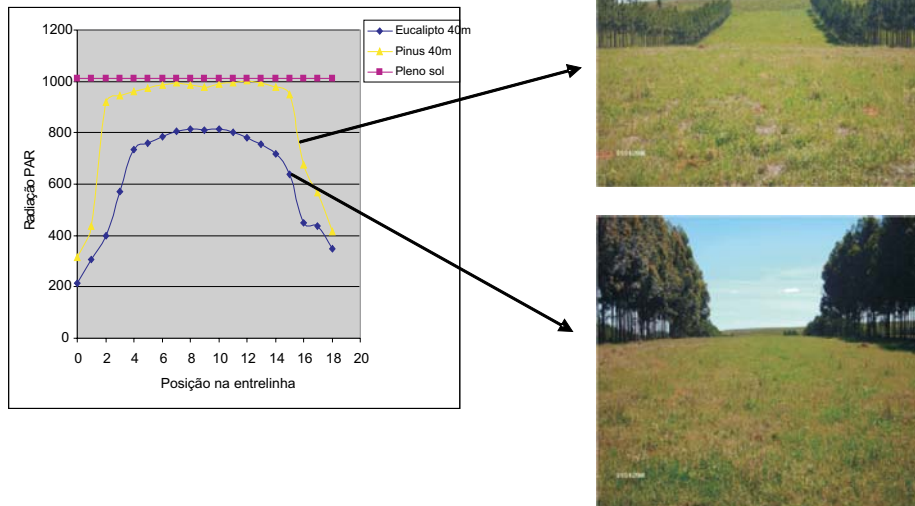 1200
1000
800
600
400
200
0
Radiação PAR
0 2 4 6 8 10 12 14 16 18 20
Posição na entrelinha
Eucalipto 40m
Pinus 40m
Pleno sol